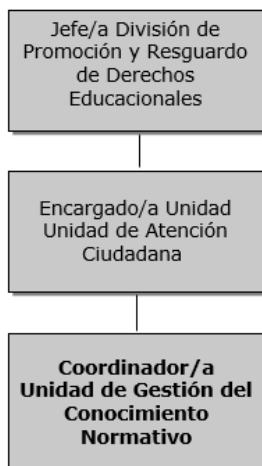 Jefe/a División de
Promoción y Resguardo
de Derechos
Educacionales
Encargado/a Unidad
Unidad de Atención
Ciudadana
Coordinador/a
Unidad de Gestión del
Conocimiento
Normativo